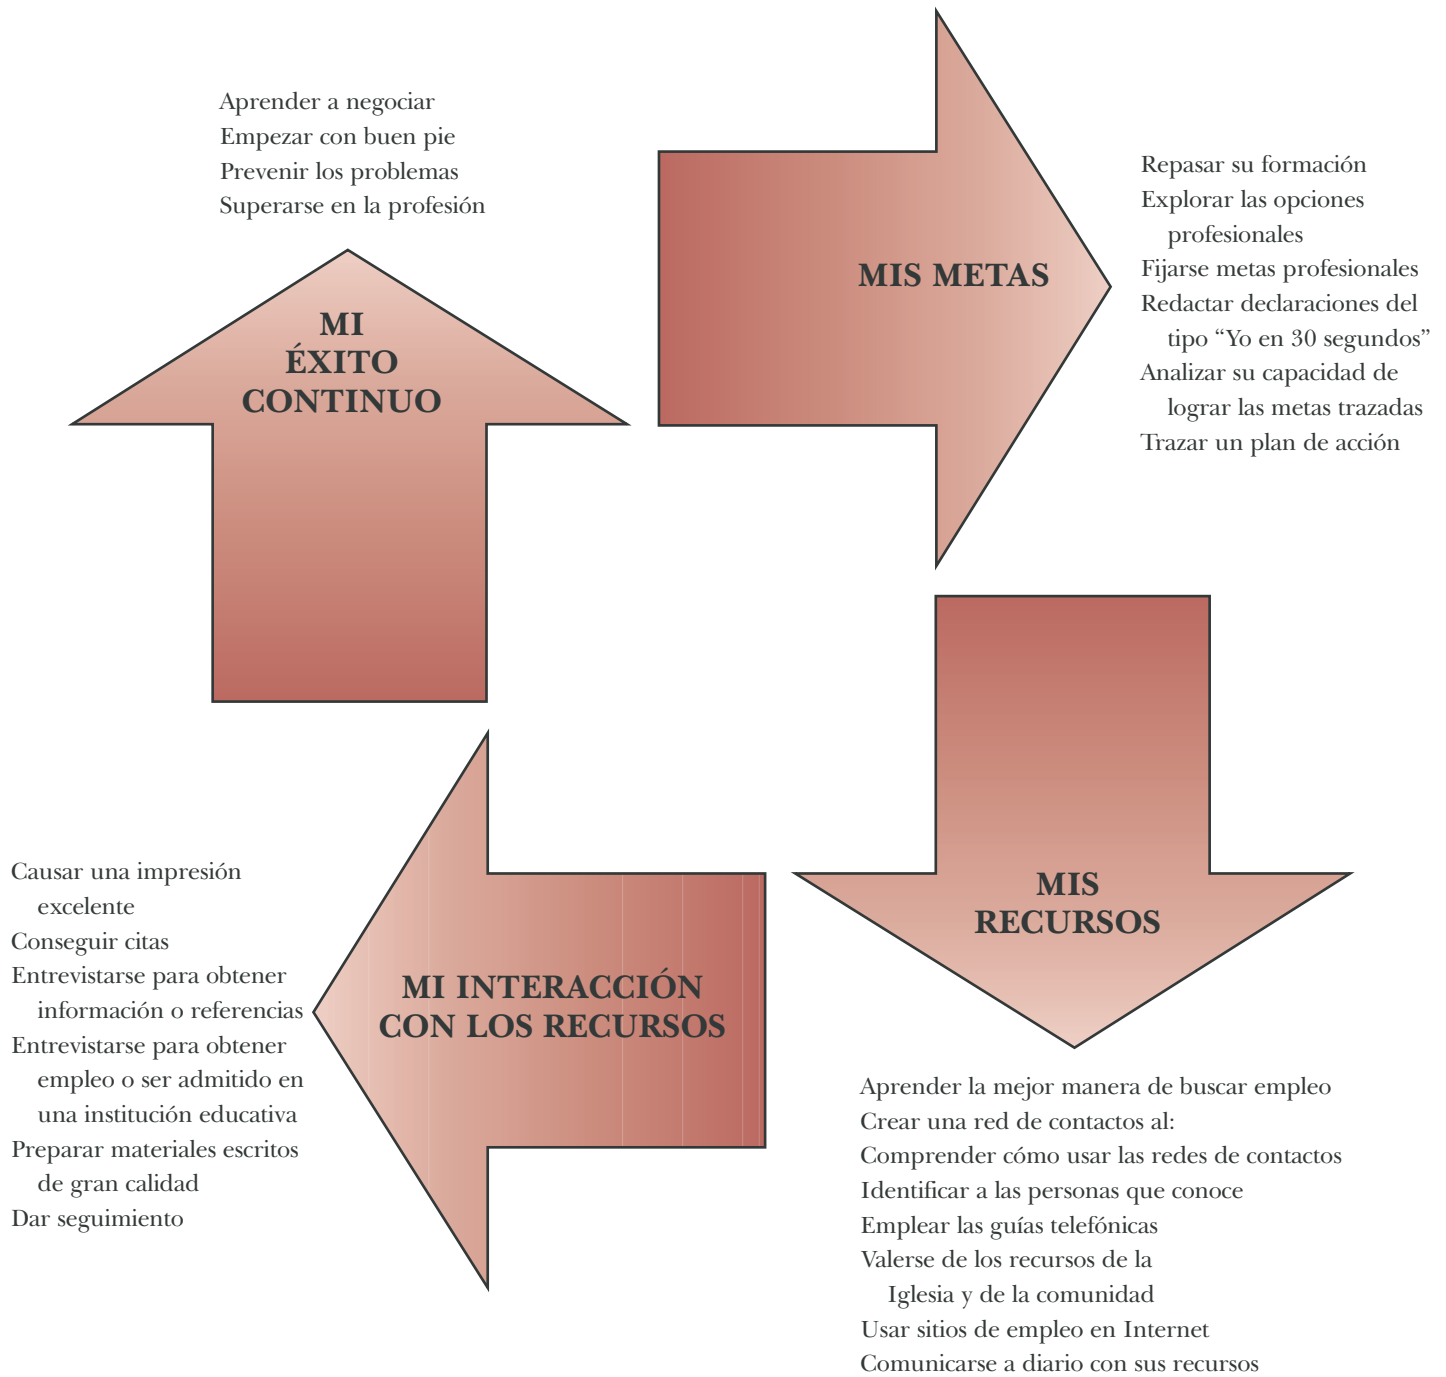 Aprender a negociar
Empezar con buen pie
Prevenir los problemas
Superarse en la profesión
MI
ÉXITO
CONTINUO
MIS METAS
Repasar su formación
Explorar las opciones
profesionales
Fijarse metas profesionales
Redactar declaraciones del
tipo “Yo en 30 segundos”
Analizar su capacidad de
lograr las metas trazadas
Trazar un plan de acción
MIS
RECURSOS
Aprender la mejor manera de buscar empleo
Crear una red de contactos al:
Comprender cómo usar las redes de contactos
Identificar a las personas que conoce
Emplear las guías telefónicas
Valerse de los recursos de la
Iglesia y de la comunidad
Usar sitios de empleo en Internet
Comunicarse a diario con sus recursos
MI INTERACCIÓN
CON LOS RECURSOS
Causar una impresión
excelente
Conseguir citas
Entrevistarse para obtener
información o referencias
Entrevistarse para obtener
empleo o ser admitido en
una institución educativa
Preparar materiales escritos
de gran calidad
Dar seguimiento